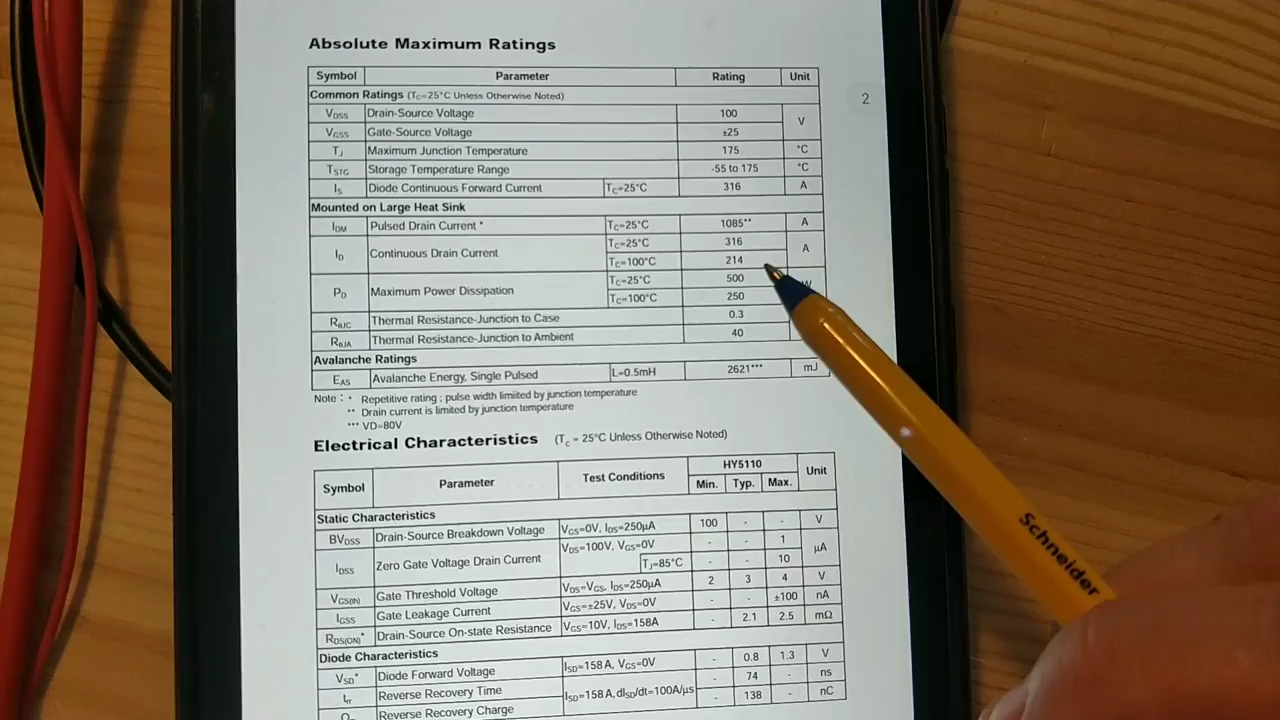 Absolute Maximum Ratings
2
Symbol Parameter Rating Unit
Common Ratings (TC=25°C Unless Otherwise Noted)
VDSS Drain-Source Voltage 100 V
VGSS Gate-Source Voltage ±25
TJ Maximum Junction Temperature 175 °C
TSTG Storage Temperature Range -55 to 175 °C
IS Diode Continuous Forward Current TC=25°C 316 A
Mounted on Large Heat Sink
IDM Pulsed Drain Current * TC=25°C 1085** A
ID Continuous Drain Current TC=25°C 316 A
TC=100°C 214
PD Maximum Power Dissipation TC=25°C 500 W
TC=100°C 250
RθJC Thermal Resistance-Junction to Case 0.3
RθJA Thermal Resistance-Junction to Ambient 40
Avalanche Ratings
EAS Avalanche Energy, Single Pulsed L=0.5mH 2621*** mJ
Note : * Repetitive rating ; pulse width limiited by junction temperature
** Drain current is limited by junction temperature
*** VD=80V
Electrical Characteristics (Tc = 25°C Unless Otherwise Noted)
Symbol Parameter Test Conditions HY5110 Unit
Min. Typ. Max.
Static Characteristics
BVDSS Drain-Source Breakdown Voltage VGS=0V, IDS=250μA 100 - - V
IDSS Zero Gate Voltage Drain Current VDS=100V, VGS=0V - - 1 μA
TJ=85°C - - 10
VGS(th) Gate Threshold Voltage VDS=VGS, IDS=250μA 2 3 4 V
IGSS Gate Leakage Current VGS=±25V, VDS=0V - - ±100 nA
RDS(ON)* Drain-Source On-state Resistance VGS=10V, IDS=158A - 2.1 2.5 mΩ
Diode Characteristics
VSD* Diode Forward Voltage ISD=158A, VGS=0V - 0.8 1.3 V
trr Reverse Recovery Time ISD=158A, dISD/dt=100A/μs - 74 - ns
Reverse Recovery Charge - 138 - nC
Schneider